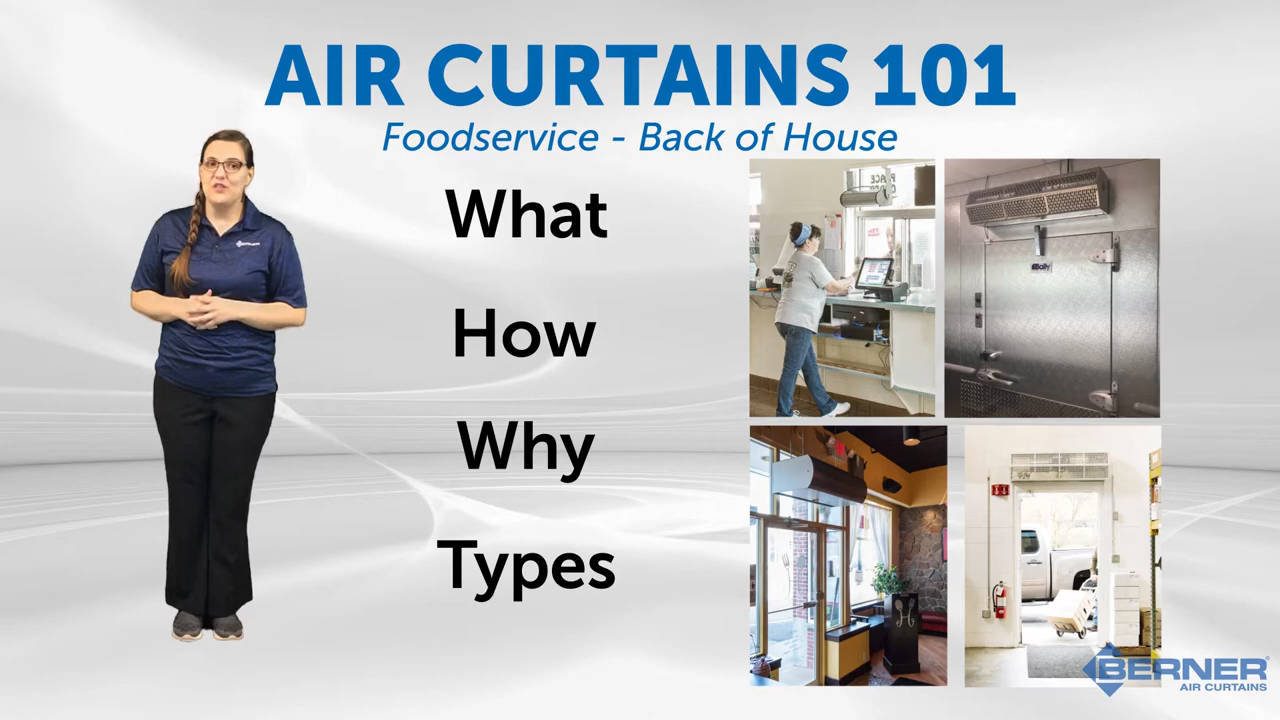 AIR CURTAINS 101
Foodservice - Back of House
What
How
Why
Types
BERNER®
AIR CURTAINS